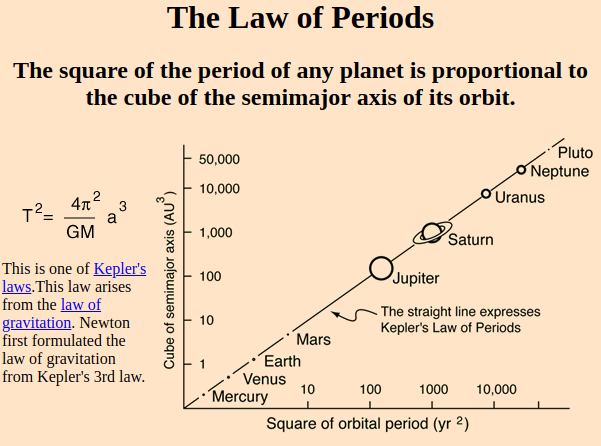 The Law of Periods
The square of the period of any planet is proportional to
the cube of the semimajor axis of its orbit.
T²= 4π² a³
GM
This is one of Kepler's
laws.This law arises
from the law of
gravitation. Newton
first formulated the
law of gravitation
from Kepler's 3rd law.
Cube of semimajor axis (AU³)
50,000
10,000
1,000
100
10
1
Pluto
Neptune
Uranus
Saturn
Jupiter
The straight line expresses
Kepler's Law of Periods
Mars
Earth
Venus
Mercury
10 100 1000 10,000
Square of orbital period (yr ²)